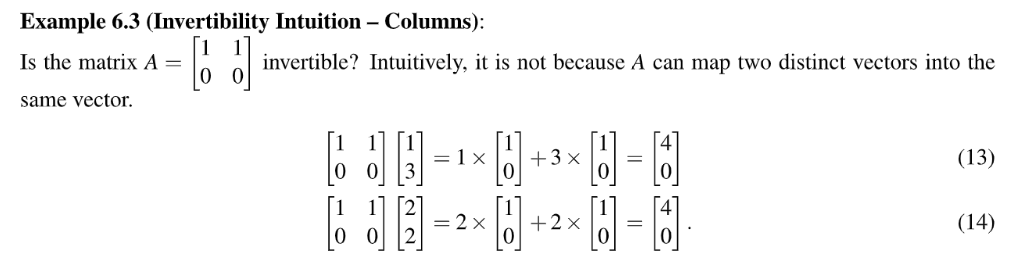 Example 6.3 (Invertibility Intuition – Columns):
Is the matrix A = [1 1; 0 0] invertible? Intuitively, it is not because A can map two distinct vectors into the
same vector.
[1 1; 0 0] [1; 3] = 1 × [1; 0] + 3 × [1; 0] = [4; 0] (13)
[1 1; 0 0] [2; 2] = 2 × [1; 0] + 2 × [1; 0] = [4; 0]. (14)